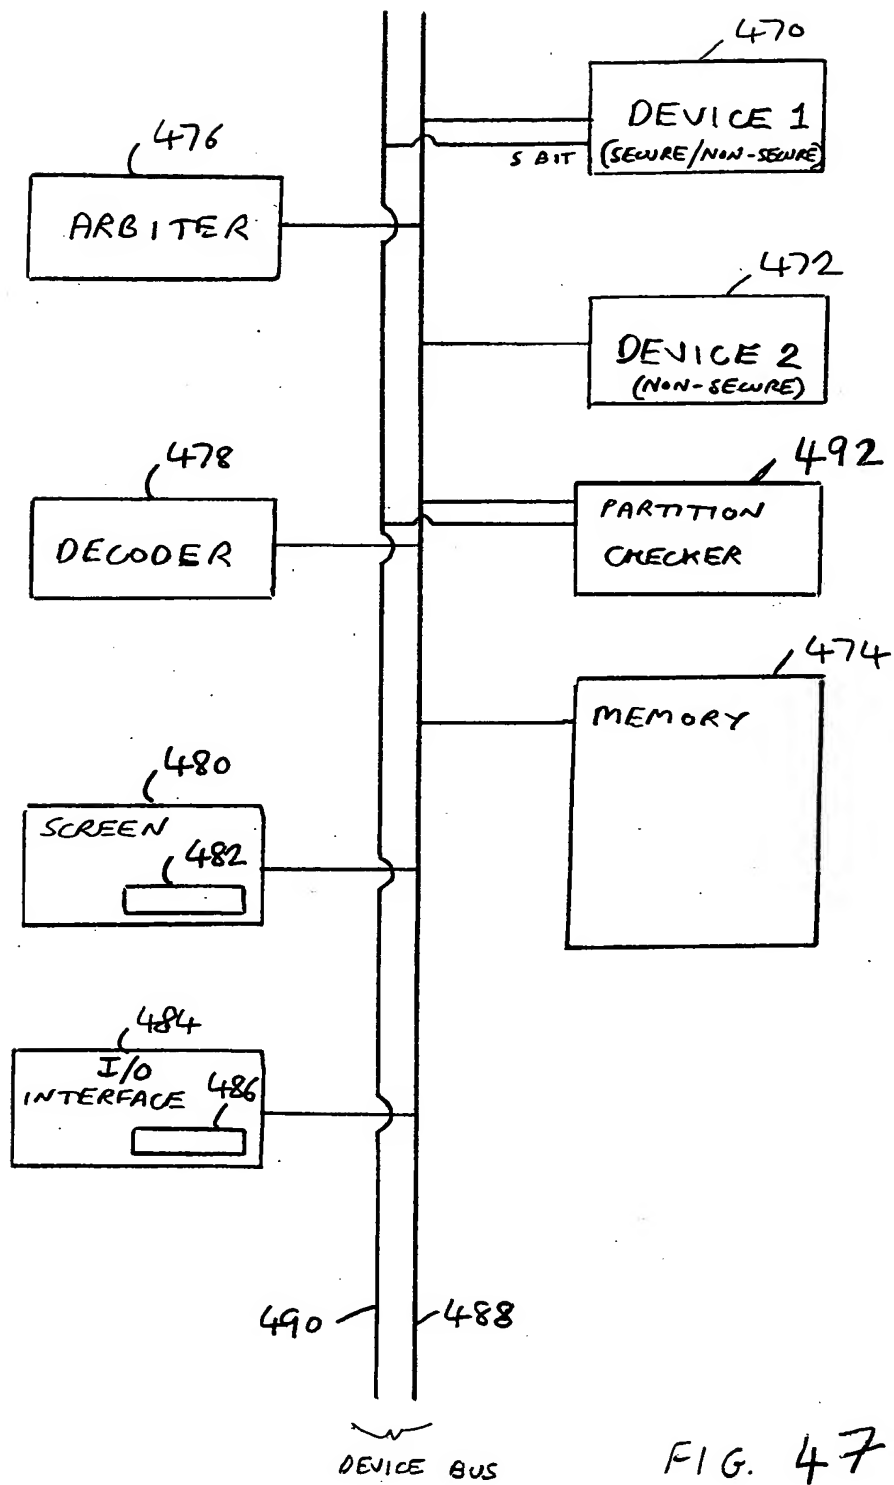 470
DEVICE 1
(SECURE/NON-SECURE)
S BIT
476
ARBITER
472
DEVICE 2
(NON-SECURE)
478
DECODER
492
PARTITION
CHECKER
474
MEMORY
480
SCREEN
482
484
I/O
INTERFACE
486
490
488
DEVICE BUS
FIG. 47